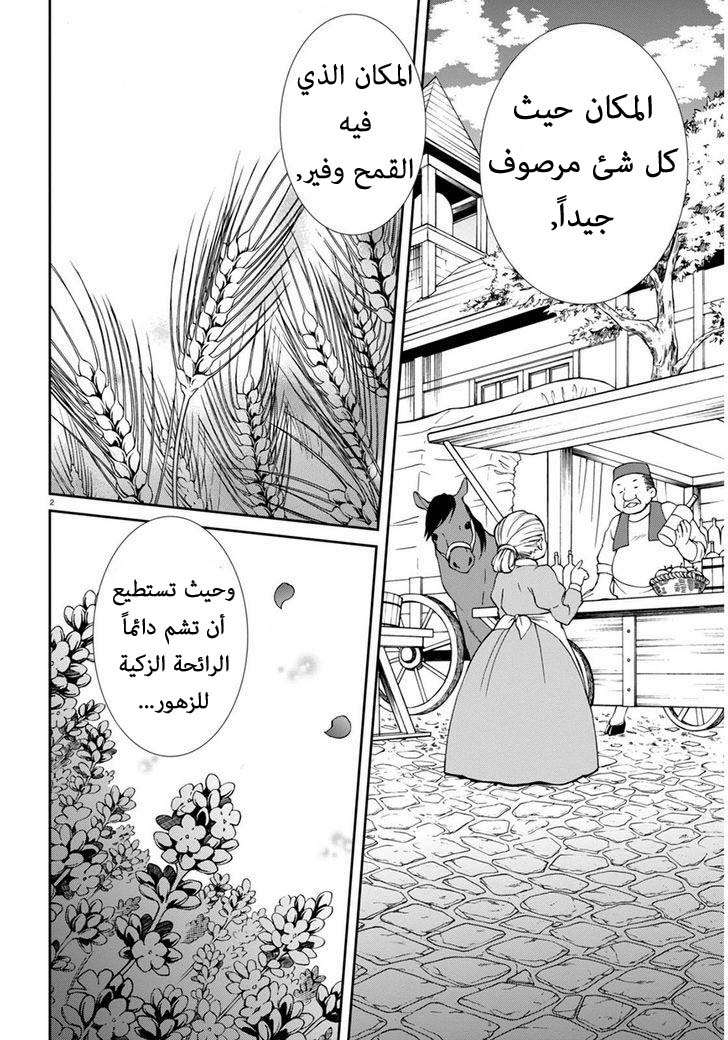 المكان حيث
كل شئ مرصوف
جيداً,
المكان الذي
فيه
القمح وفير,
وحيث تستطيع
أن تشم دائماً
الرائحة الزكية
للزهور...
2